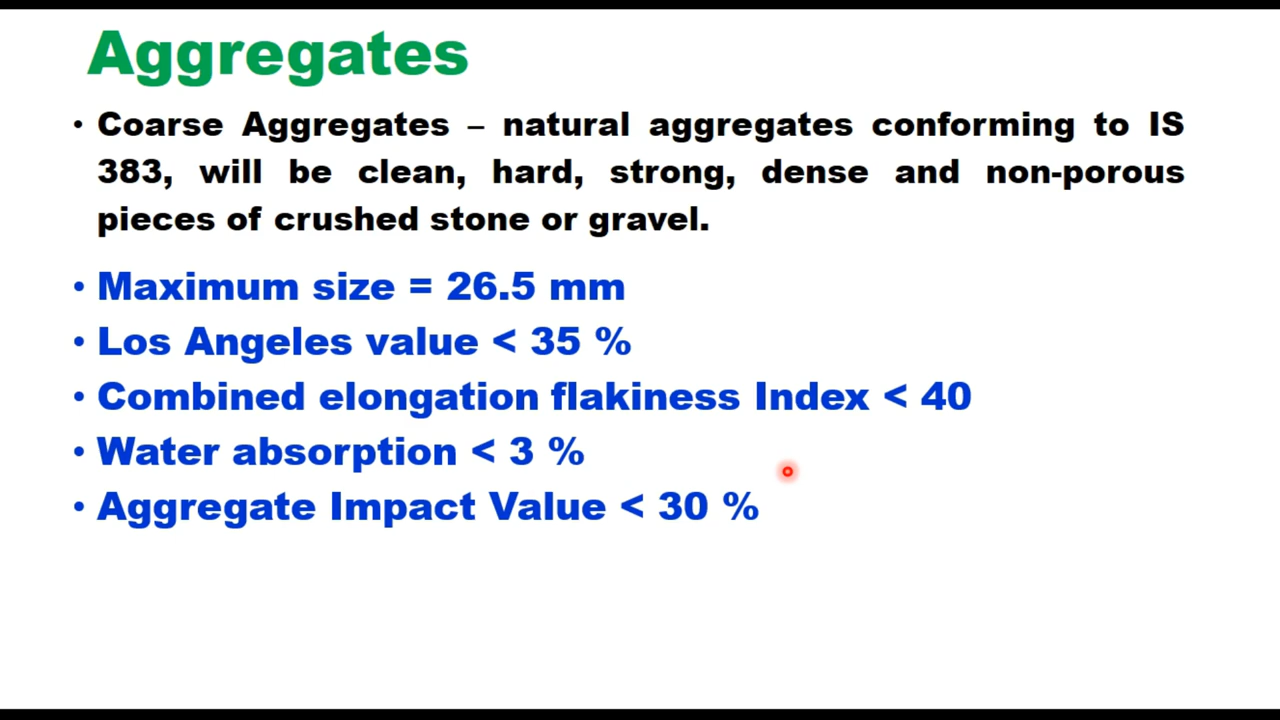 Aggregates
• Coarse Aggregates – natural aggregates conforming to IS
383, will be clean, hard, strong, dense and non-porous
pieces of crushed stone or gravel.
• Maximum size = 26.5 mm
• Los Angeles value < 35 %
• Combined elongation flakiness Index < 40
• Water absorption < 3 %
• Aggregate Impact Value < 30 %